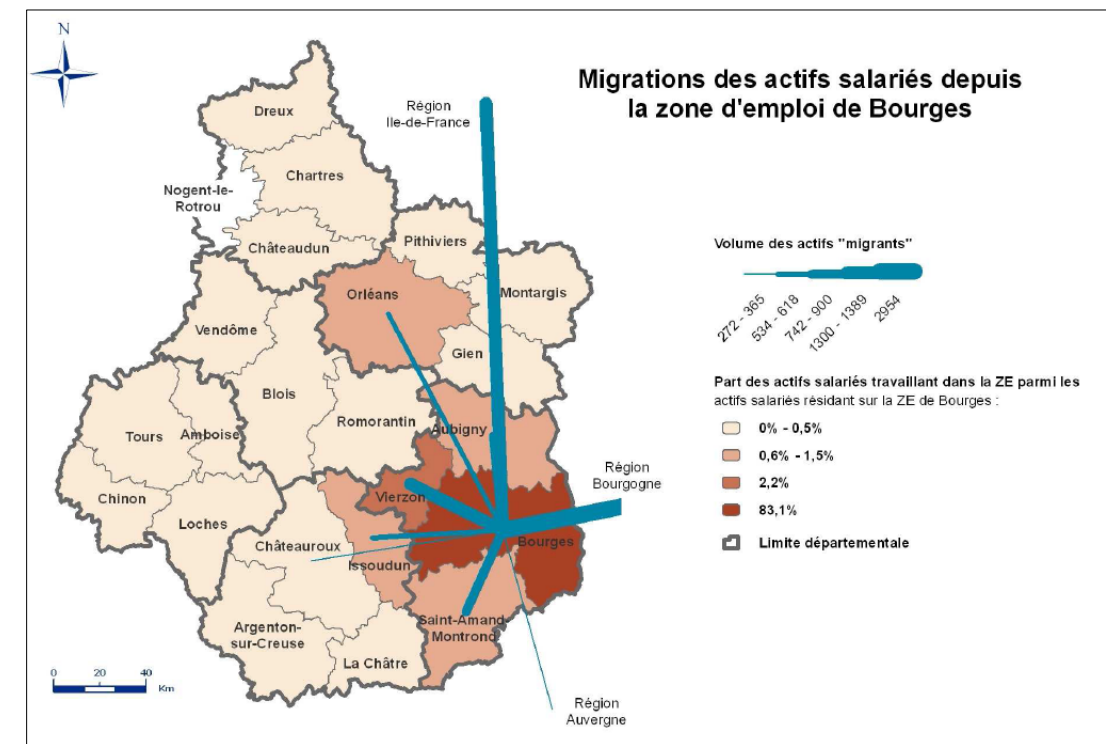 N
Migrations des actifs salariés depuis
la zone d'emploi de Bourges
Région
Ile-de-France
Dreux
Chartres
Nogent-le-
Rotrou
Châteaudun
Pithiviers
Orléans
Montargis
Vendôme
Gien
Blois
Romorantin
Aubigny
Tours
Amboise
Région
Bourgogne
Vierzon
Chinon
Loches
Châteauroux
Bourges
Issoudun
Saint-Amand-
Montrond
Argenton-
sur-Creuse
La Châtre
Région
Auvergne
0 20 40
Km
Volume des actifs "migrants"
272 - 365
534 - 618
742 - 900
1300 - 1389
2954
Part des actifs salariés travaillant dans la ZE parmi les
actifs salariés résidant sur la ZE de Bourges :
0% - 0,5%
0,6% - 1,5%
2,2%
83,1%
Limite départementale